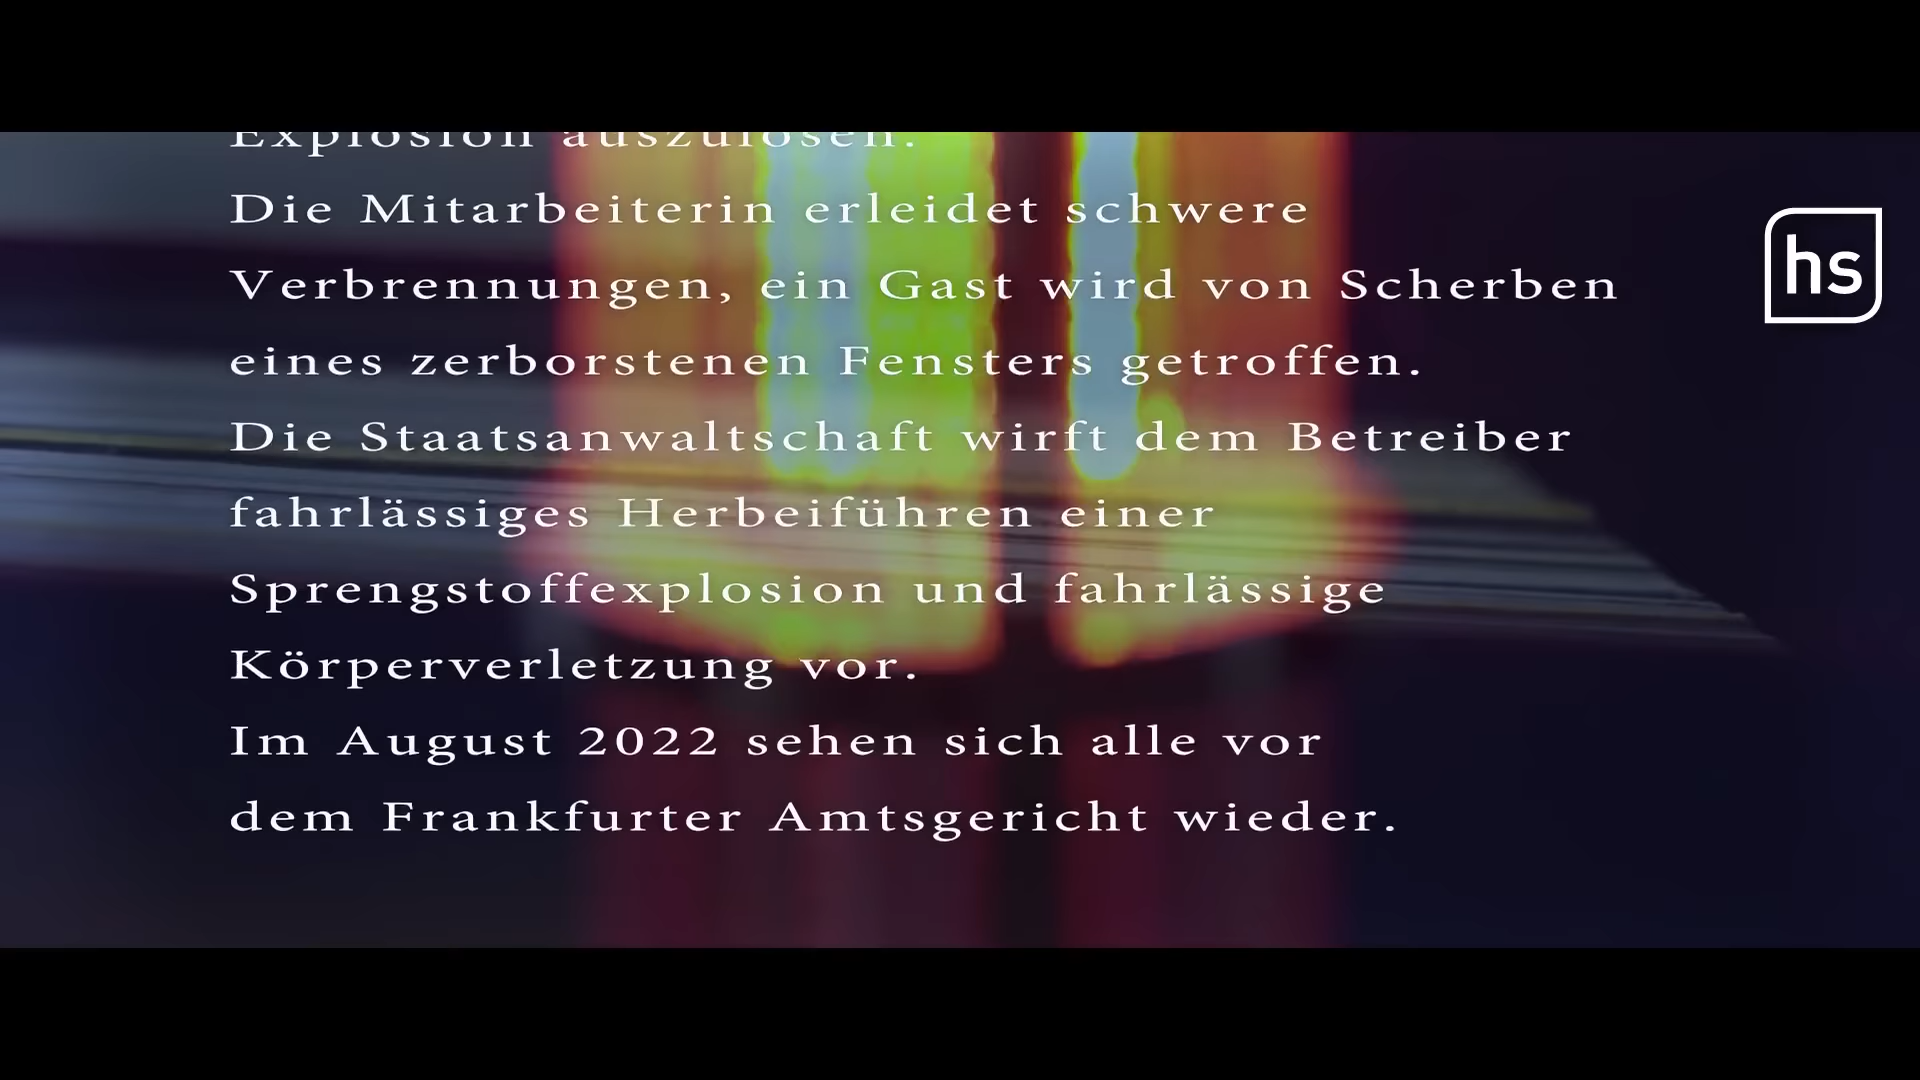 Explosion auszulösen.
Die Mitarbeiterin erleidet schwere
Verbrennungen, ein Gast wird von Scherben
eines zerborstenen Fensters getroffen.
Die Staatsanwaltschaft wirft dem Betreiber
fahrlässiges Herbeiführen einer
Sprengstoffexplosion und fahrlässige
Körperverletzung vor.
Im August 2022 sehen sich alle vor
dem Frankfurter Amtsgericht wieder.
hs